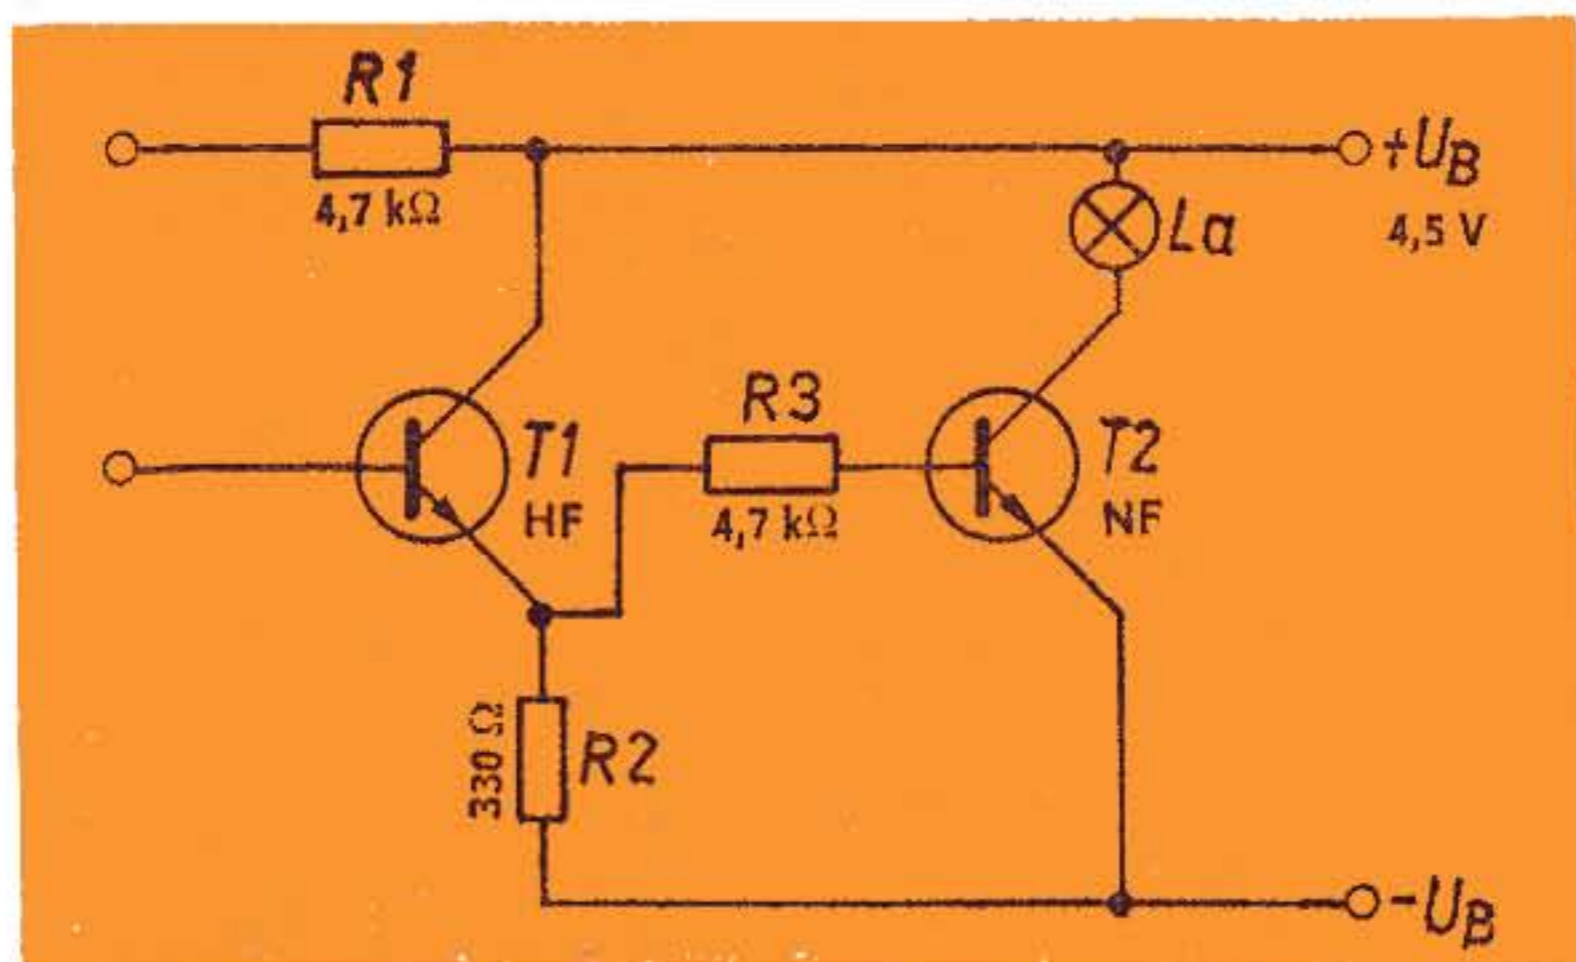 R1
4,7 kΩ
+UB
4,5 V
La
T1
HF
R3
4,7 kΩ
T2
NF
330 Ω
R2
-UB